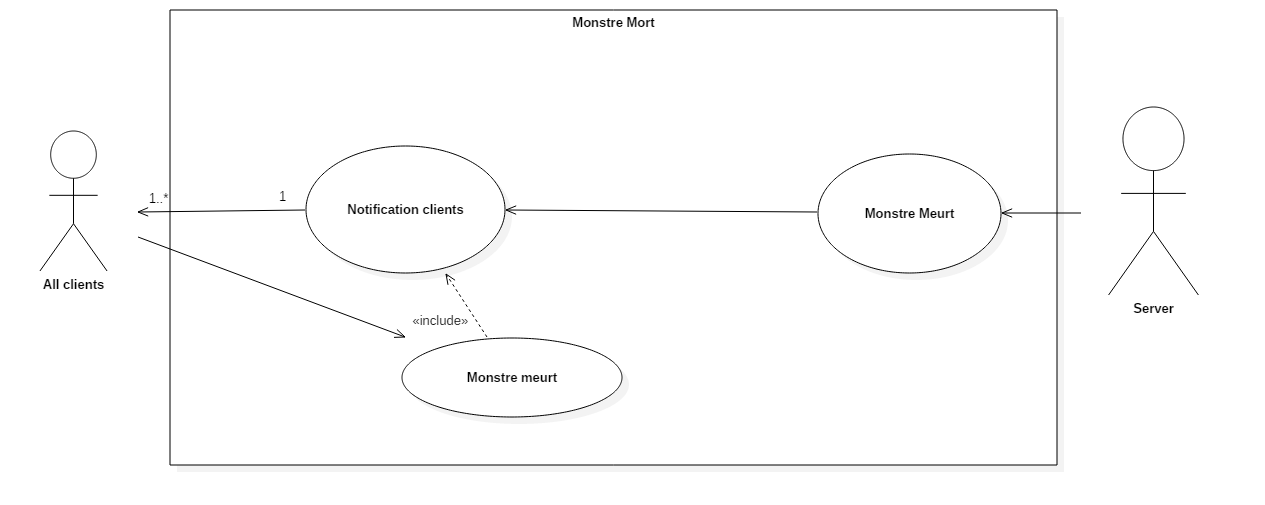 Monstre Mort
1..*
1
Notification clients
Monstre Meurt
All clients
Server
«include»
Monstre meurt